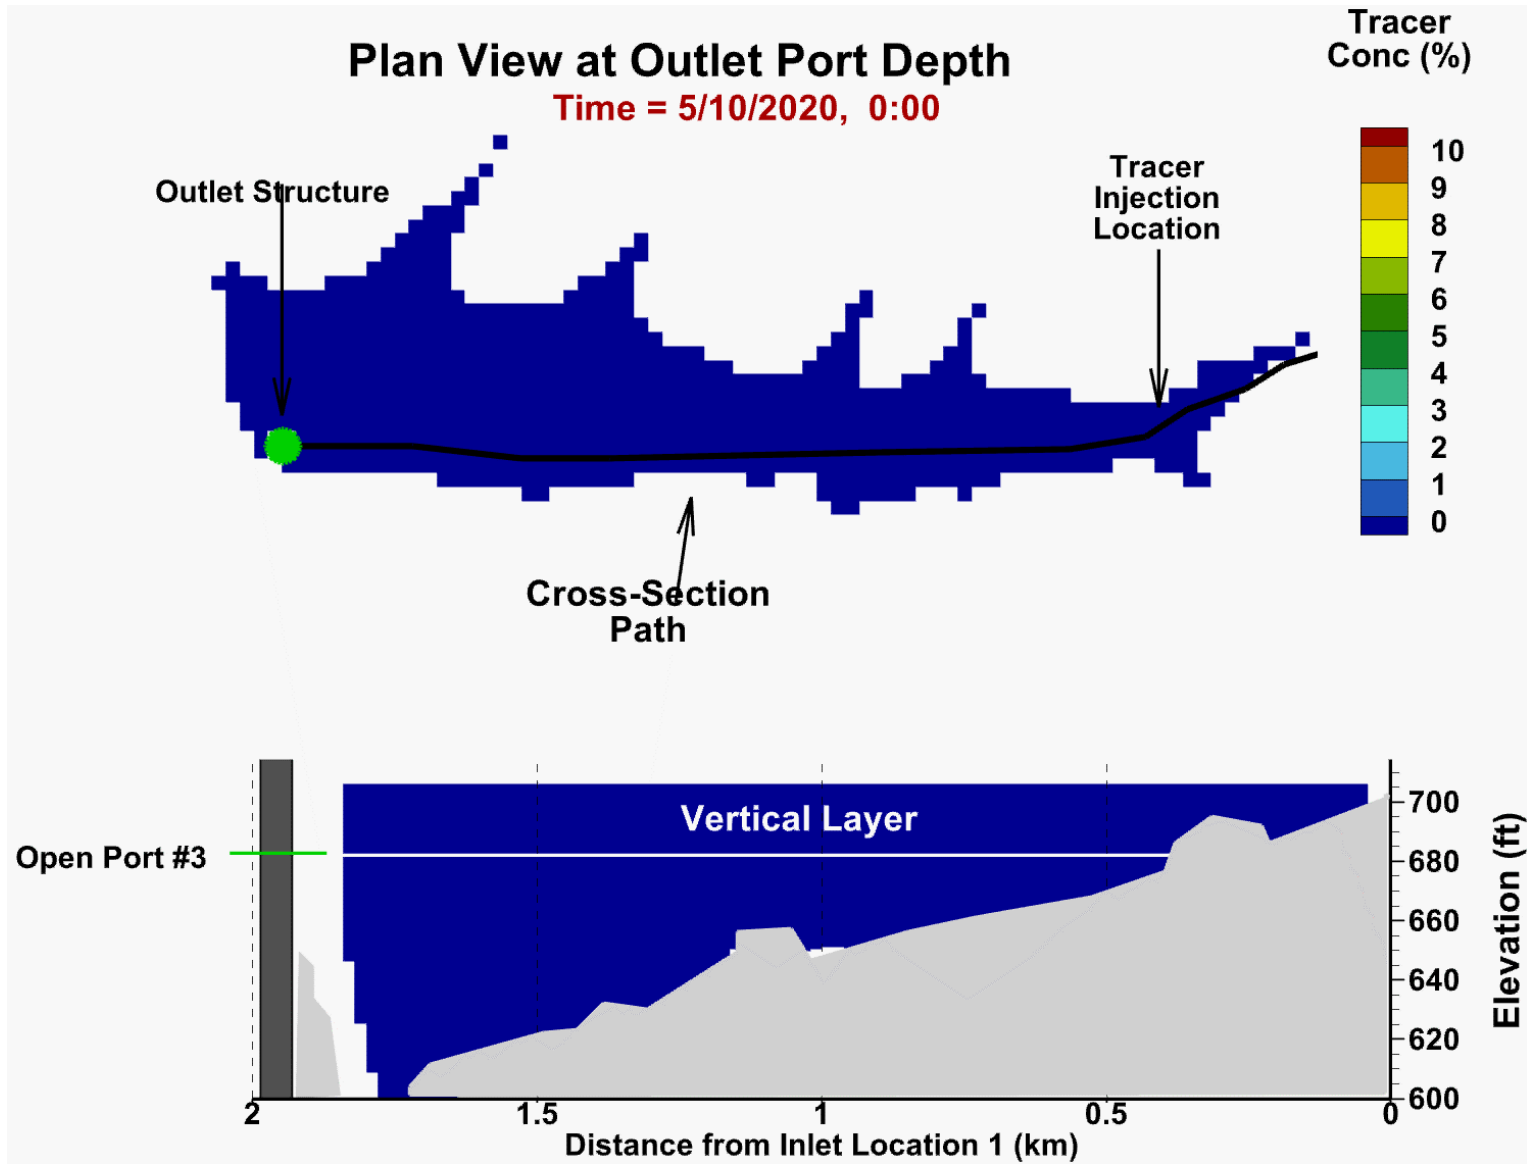 Plan View at Outlet Port Depth
Time = 5/10/2020, 0:00
Tracer
Conc (%)
10
9
8
7
6
5
4
3
2
1
0
Outlet Structure
Tracer
Injection
Location
Cross-Section
Path
Vertical Layer
Open Port #3
700
680
660
640
620
600
Elevation (ft)
2
1.5
1
0.5
0
Distance from Inlet Location 1 (km)